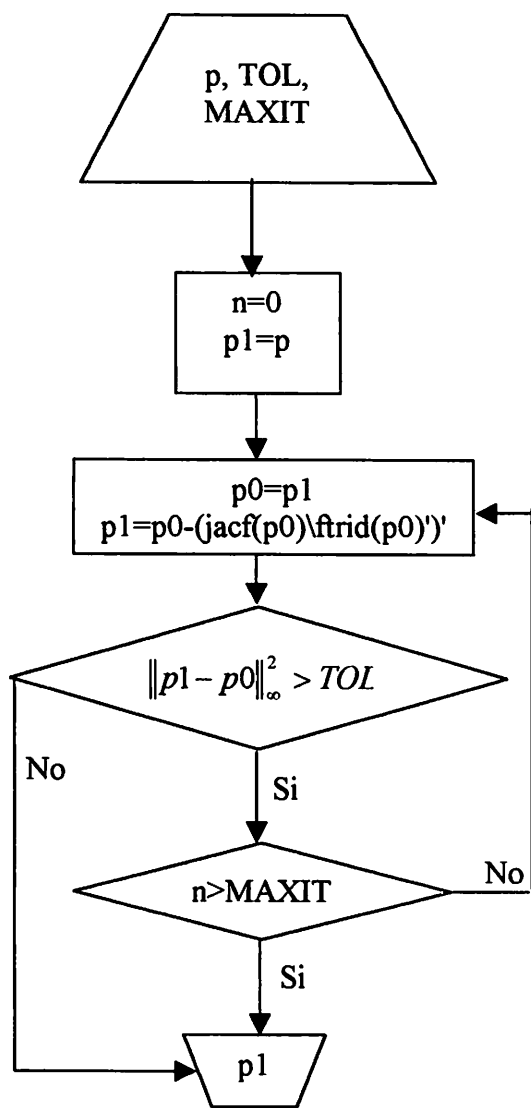 p, TOL,
MAXIT
n=0
p1=p
p0=p1
p1=p0-(jacf(p0)\ftrid(p0)')'
‖p1 - p0‖²∞ > TOL
No
Si
n>MAXIT
No
Si
p1